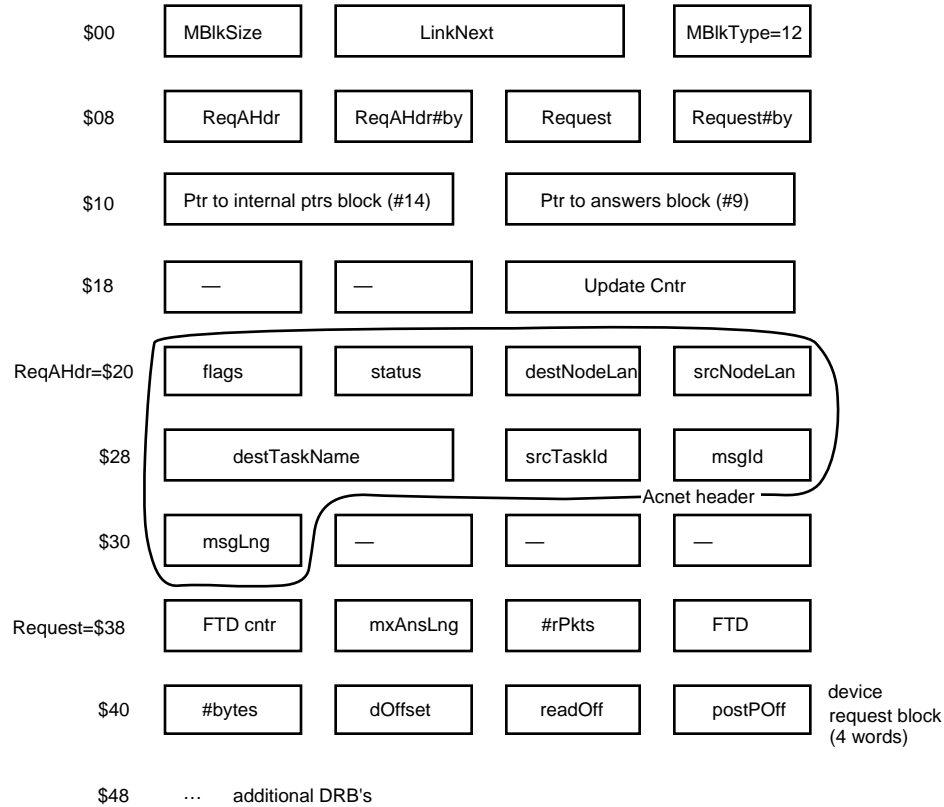 $00 MBlkSize LinkNext MBlkType=12
$08 ReqAHdr ReqAHdr#by Request Request#by
$10 Ptr to internal ptrs block (#14) Ptr to answers block (#9)
$18 — — Update Cntr
ReqAHdr=$20 flags status destNodeLan srcNodeLan
$28 destTaskName srcTaskId msgId
Acnet header
$30 msgLng — — —
Request=$38 FTD cntr mxAnsLng #rPkts FTD
$40 #bytes dOffset readOff postPOff
device
request block
(4 words)
$48 … additional DRB's